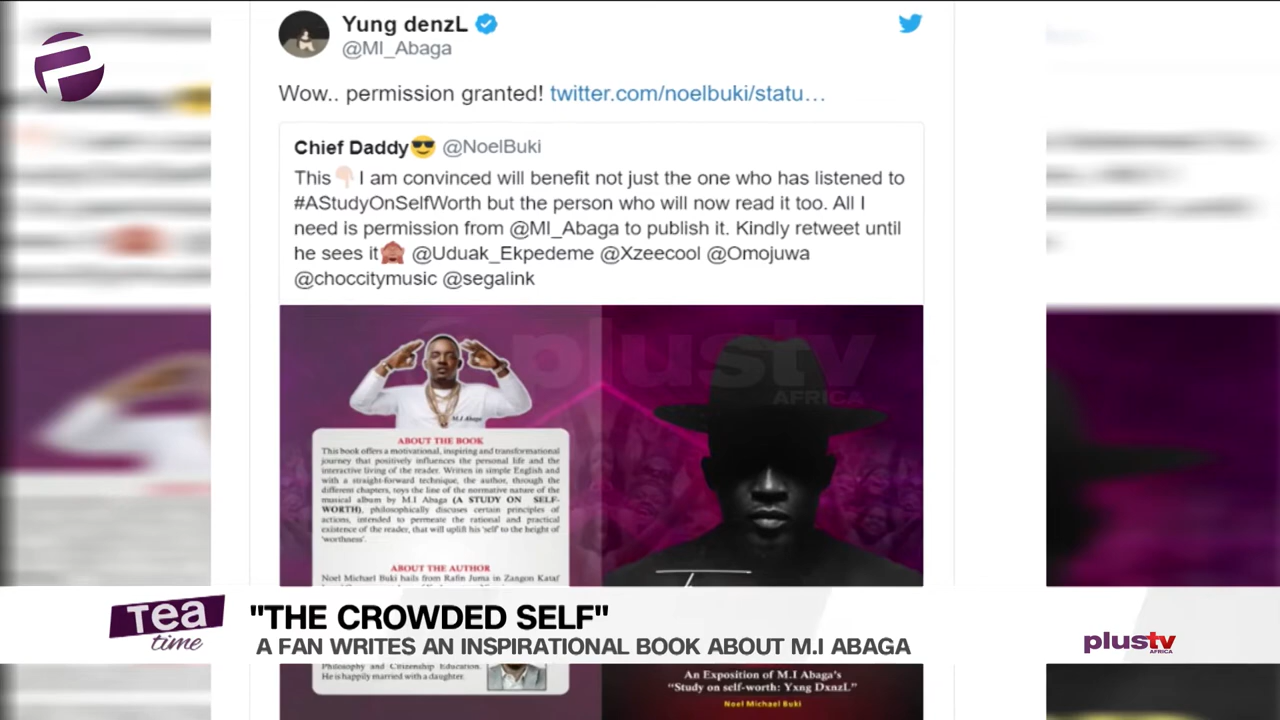 Yung denzL
@MI_Abaga
Wow.. permission granted! twitter.com/noelbuki/statu…
Chief Daddy😎 @NoelBuki
This👇🏻I am convinced will benefit not just the one who has listened to
#AStudyOnSelfWorth but the person who will now read it too. All I
need is permission from @MI_Abaga to publish it. Kindly retweet until
he sees it🙈 @Uduak_Ekpedeme @Xzeecool @Omojuwa
@choccitymusic @segalink
plustv
AFRICA
M.I Abaga
ABOUT THE BOOK
This book offers a motivational, inspiring and transformational
journey that positively influences the personal life and the
interactive living of the reader. Written in simple English and
with a straight-forward technique, the author, through the
different chapters, toys the line of the normative nature of the
musical album by M.I Abaga (A STUDY ON SELF-
WORTH), philosophically discusses certain principles of
actions, intended to permeate the rational and practical
existence of the reader, that will uplift his 'self' to the height of
'worthness'.
ABOUT THE AUTHOR
Noel Michael Buki hails from Rafin Juma in Zangon Kataf
Tea
time
"THE CROWDED SELF"
A FAN WRITES AN INSPIRATIONAL BOOK ABOUT M.I ABAGA
plustv
AFRICA
Philosophy and Citizenship Education.
He is happily married with a daughter.
An Exposition of M.I Abaga's
"Study on self-worth: Yxng DxnzL"
Noel Michael Buki